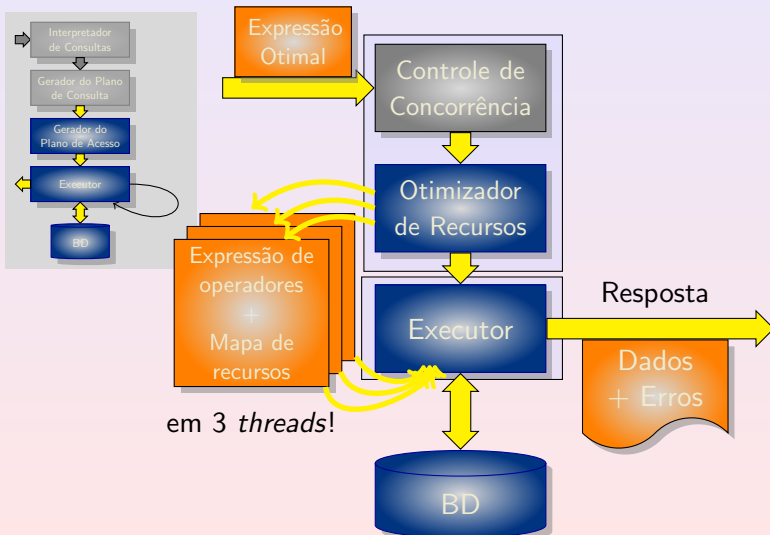 Interpretador
de Consultas
Gerador do Plano
de Consulta
Gerador do
Plano de Acesso
Executor
BD
Expressão
Otimal
Controle de
Concorrência
Otimizador
de Recursos
Expressão de
operadores
+
Mapa de
recursos
em 3 threads!
Executor
Resposta
Dados
+ Erros
BD